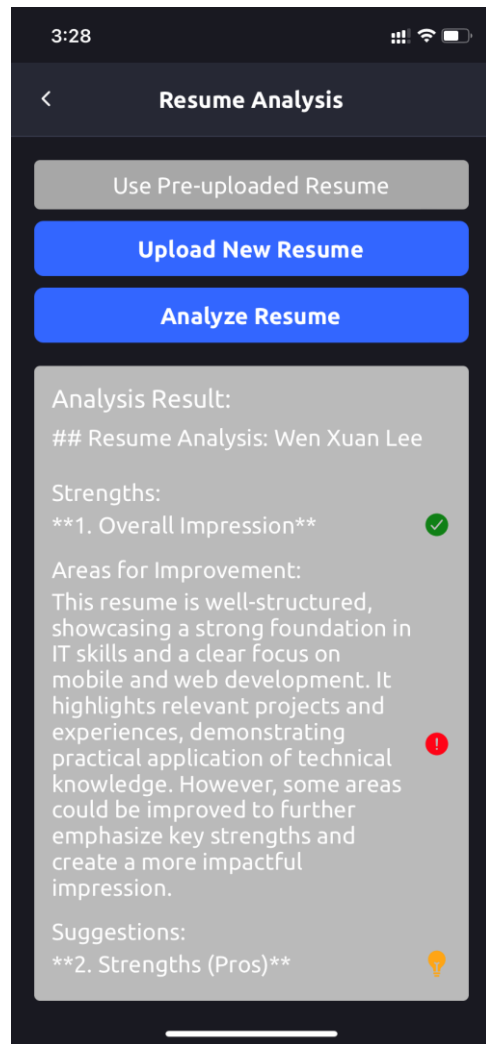 3:28
Resume Analysis
Use Pre-uploaded Resume
Upload New Resume
Analyze Resume
Analysis Result:
## Resume Analysis: Wen Xuan Lee
Strengths:
**1. Overall Impression**
Areas for Improvement:
This resume is well-structured,
showcasing a strong foundation in
IT skills and a clear focus on
mobile and web development. It
highlights relevant projects and
experiences, demonstrating
practical application of technical
knowledge. However, some areas
could be improved to further
emphasize key strengths and
create a more impactful
impression.
Suggestions:
**2. Strengths (Pros)**